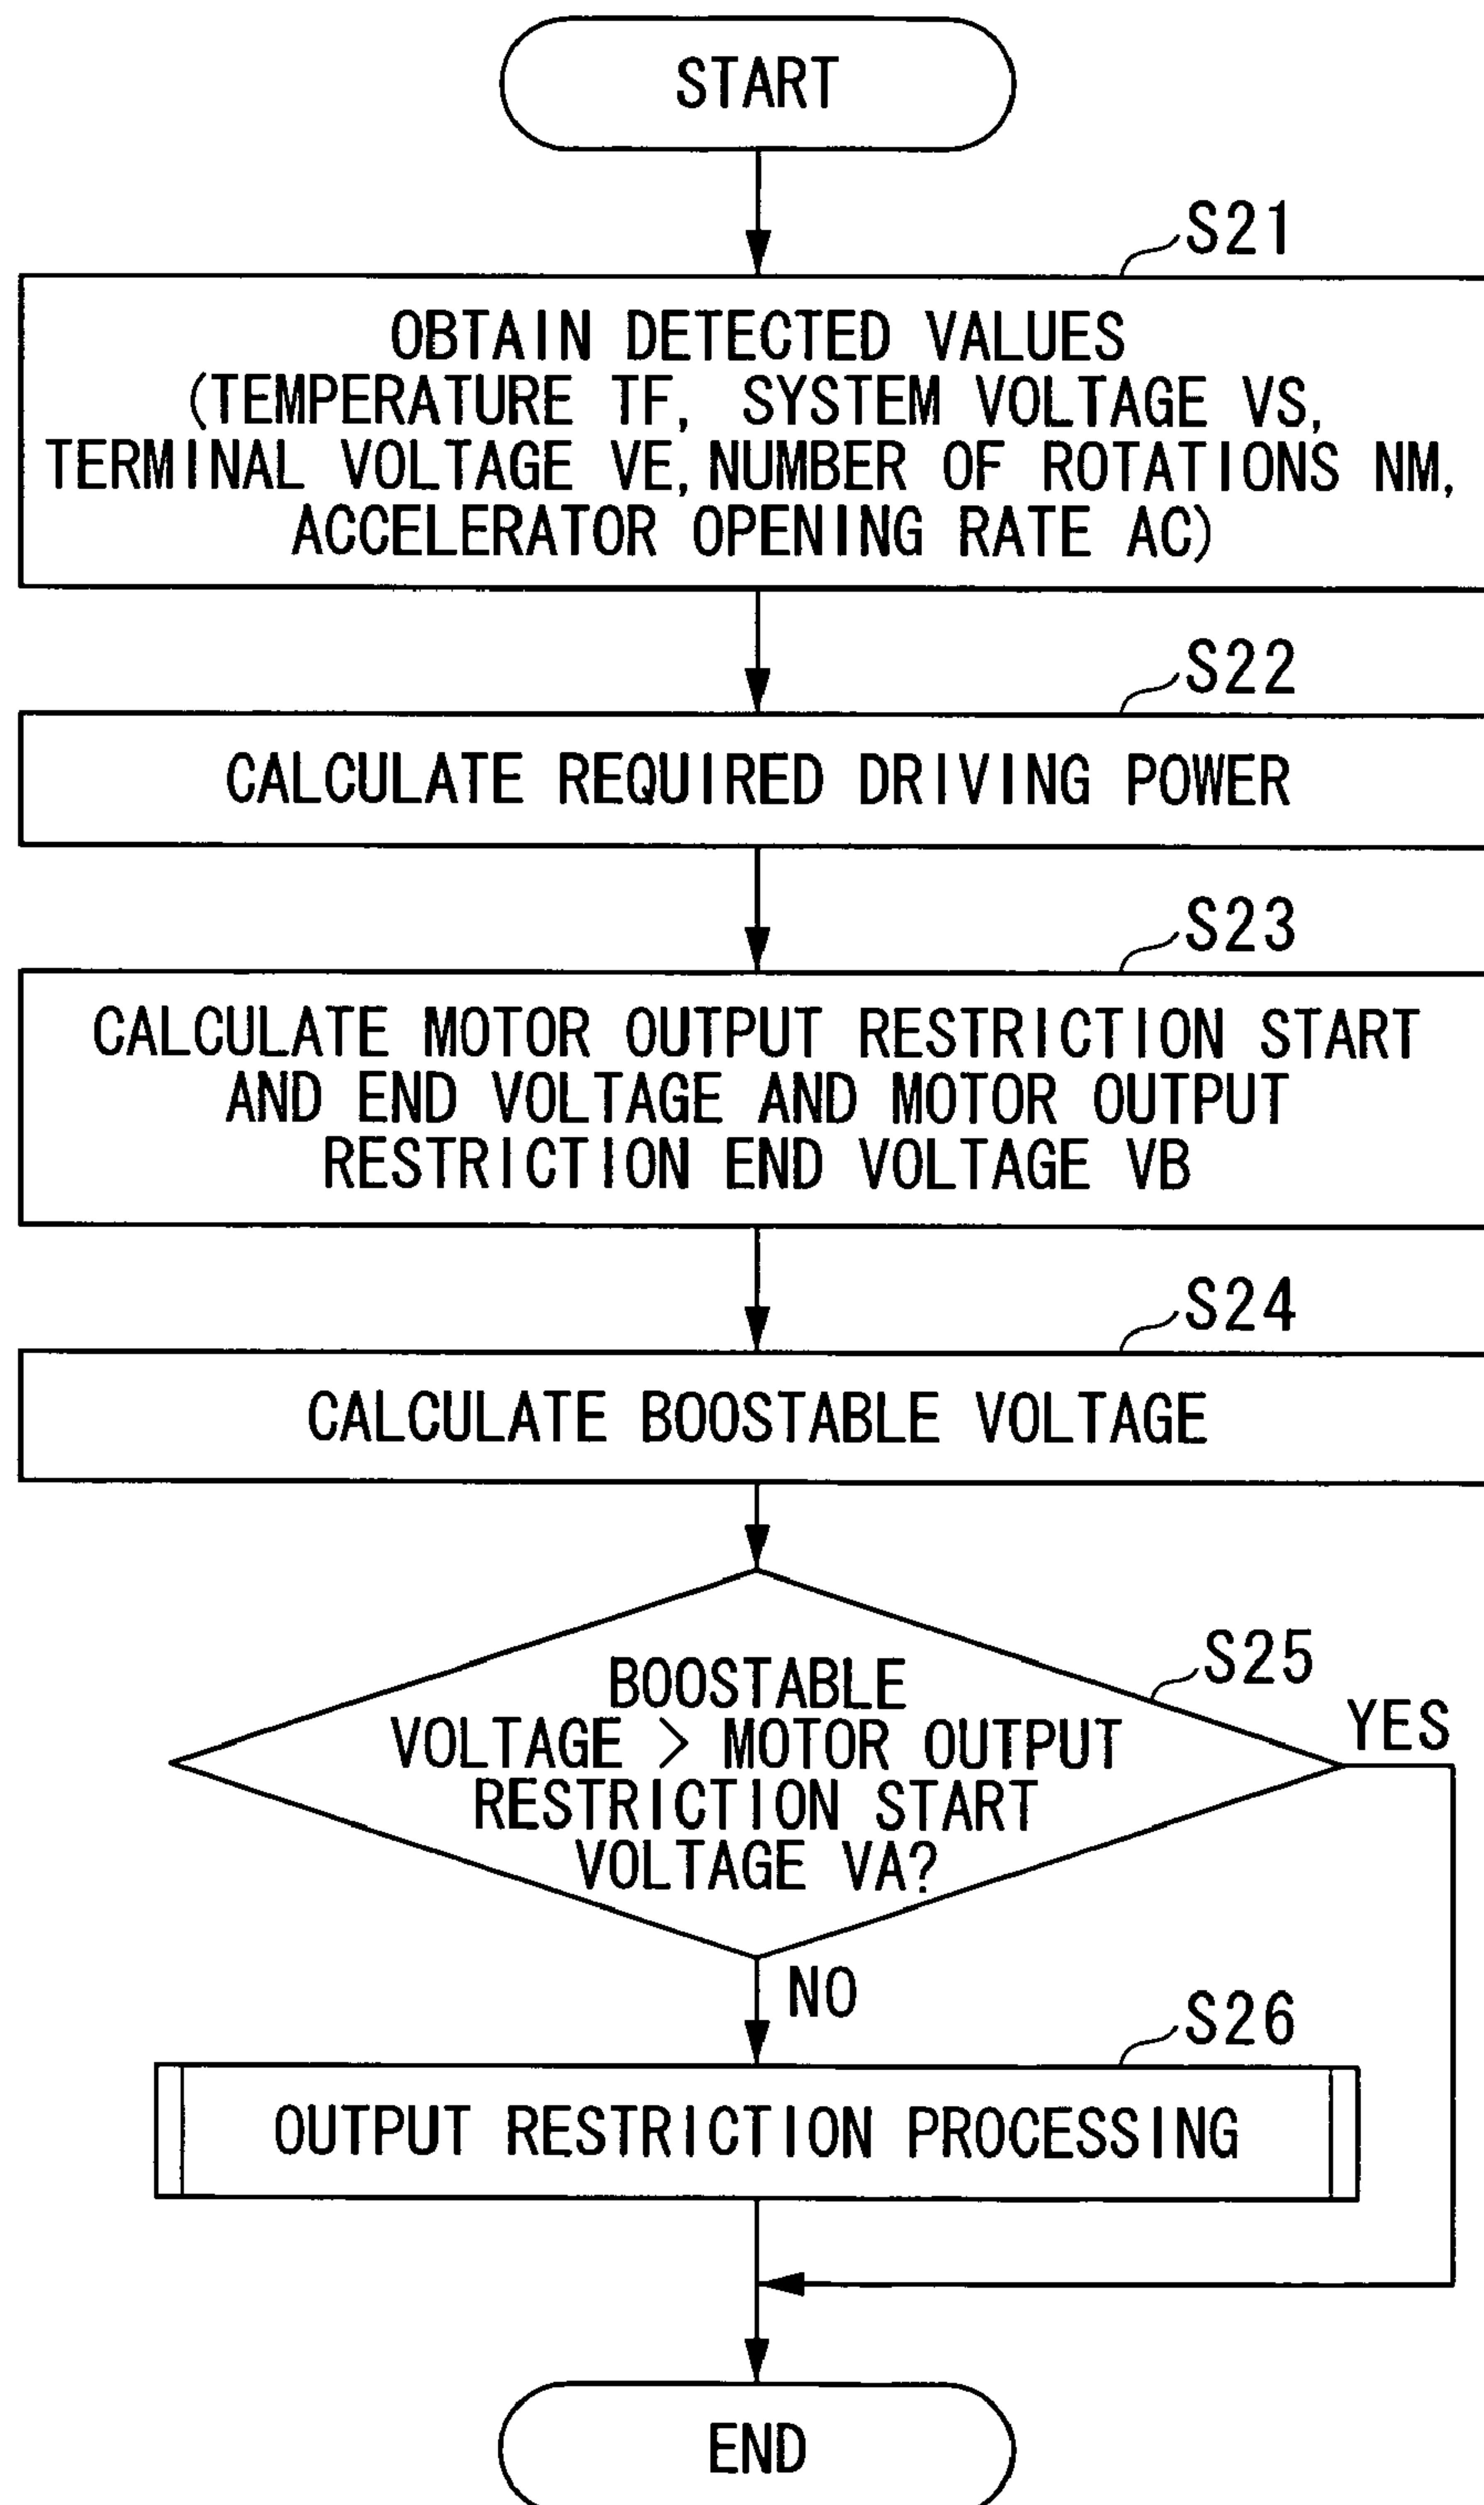 START
S21
OBTAIN DETECTED VALUES
(TEMPERATURE TF, SYSTEM VOLTAGE VS,
TERMINAL VOLTAGE VE, NUMBER OF ROTATIONS NM,
ACCELERATOR OPENING RATE AC)
S22
CALCULATE REQUIRED DRIVING POWER
S23
CALCULATE MOTOR OUTPUT RESTRICTION START
AND END VOLTAGE AND MOTOR OUTPUT
RESTRICTION END VOLTAGE VB
S24
CALCULATE BOOSTABLE VOLTAGE
S25
BOOSTABLE
VOLTAGE > MOTOR OUTPUT
RESTRICTION START
VOLTAGE VA?
YES
NO
S26
OUTPUT RESTRICTION PROCESSING
END